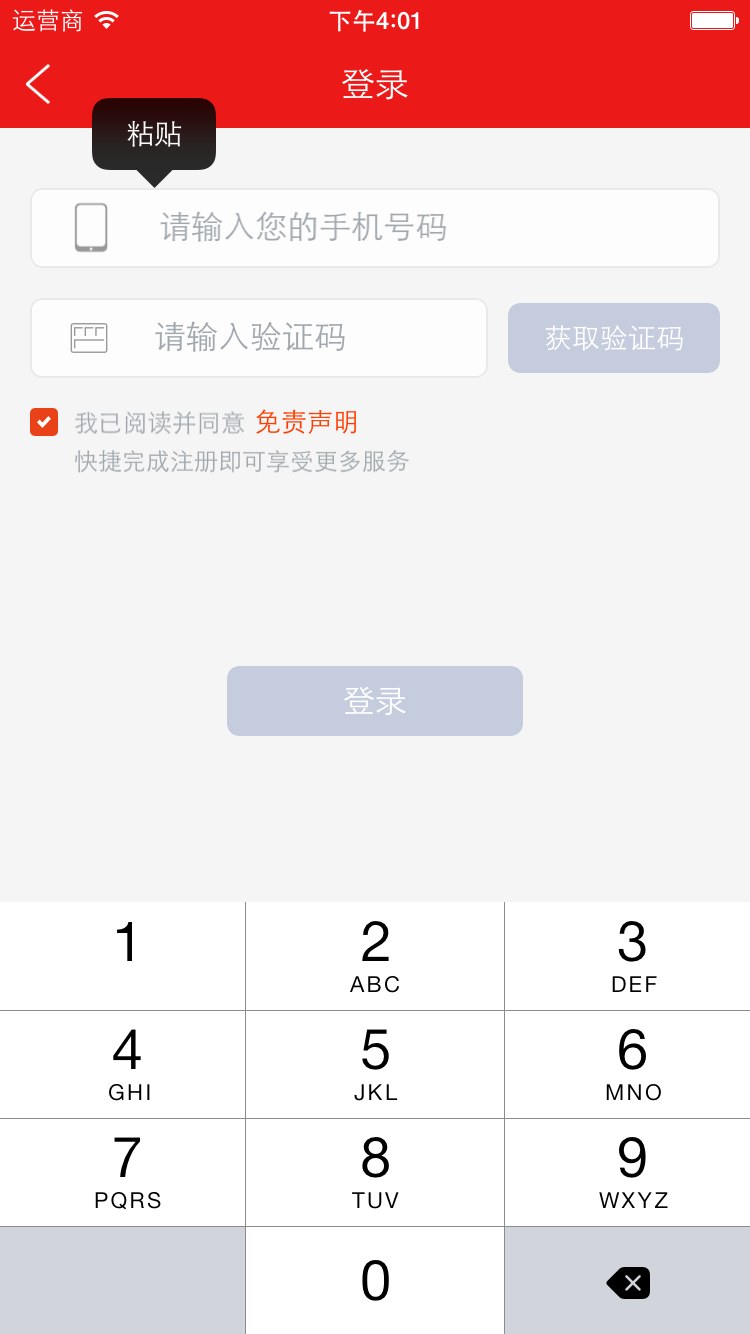 运营商 下午4:01
登录
粘贴
请输入您的手机号码
请输入验证码 获取验证码
我已阅读并同意 免责声明
快捷完成注册即可享受更多服务
登录
1 2 3
ABC DEF
4 5 6
GHI JKL MNO
7 8 9
PQRS TUV WXYZ
0